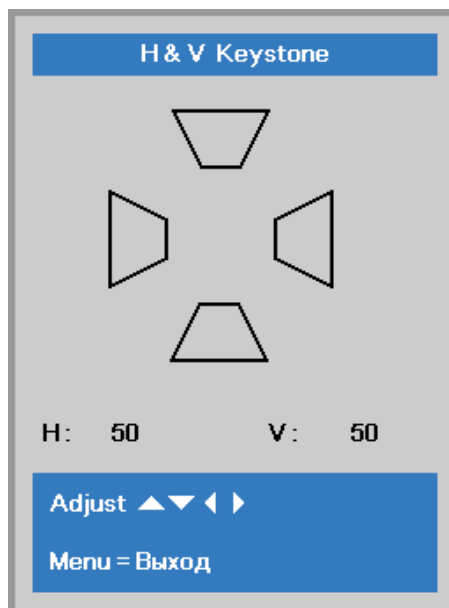 H & V Keystone
H: 50 V: 50
Adjust
Menu = Выход